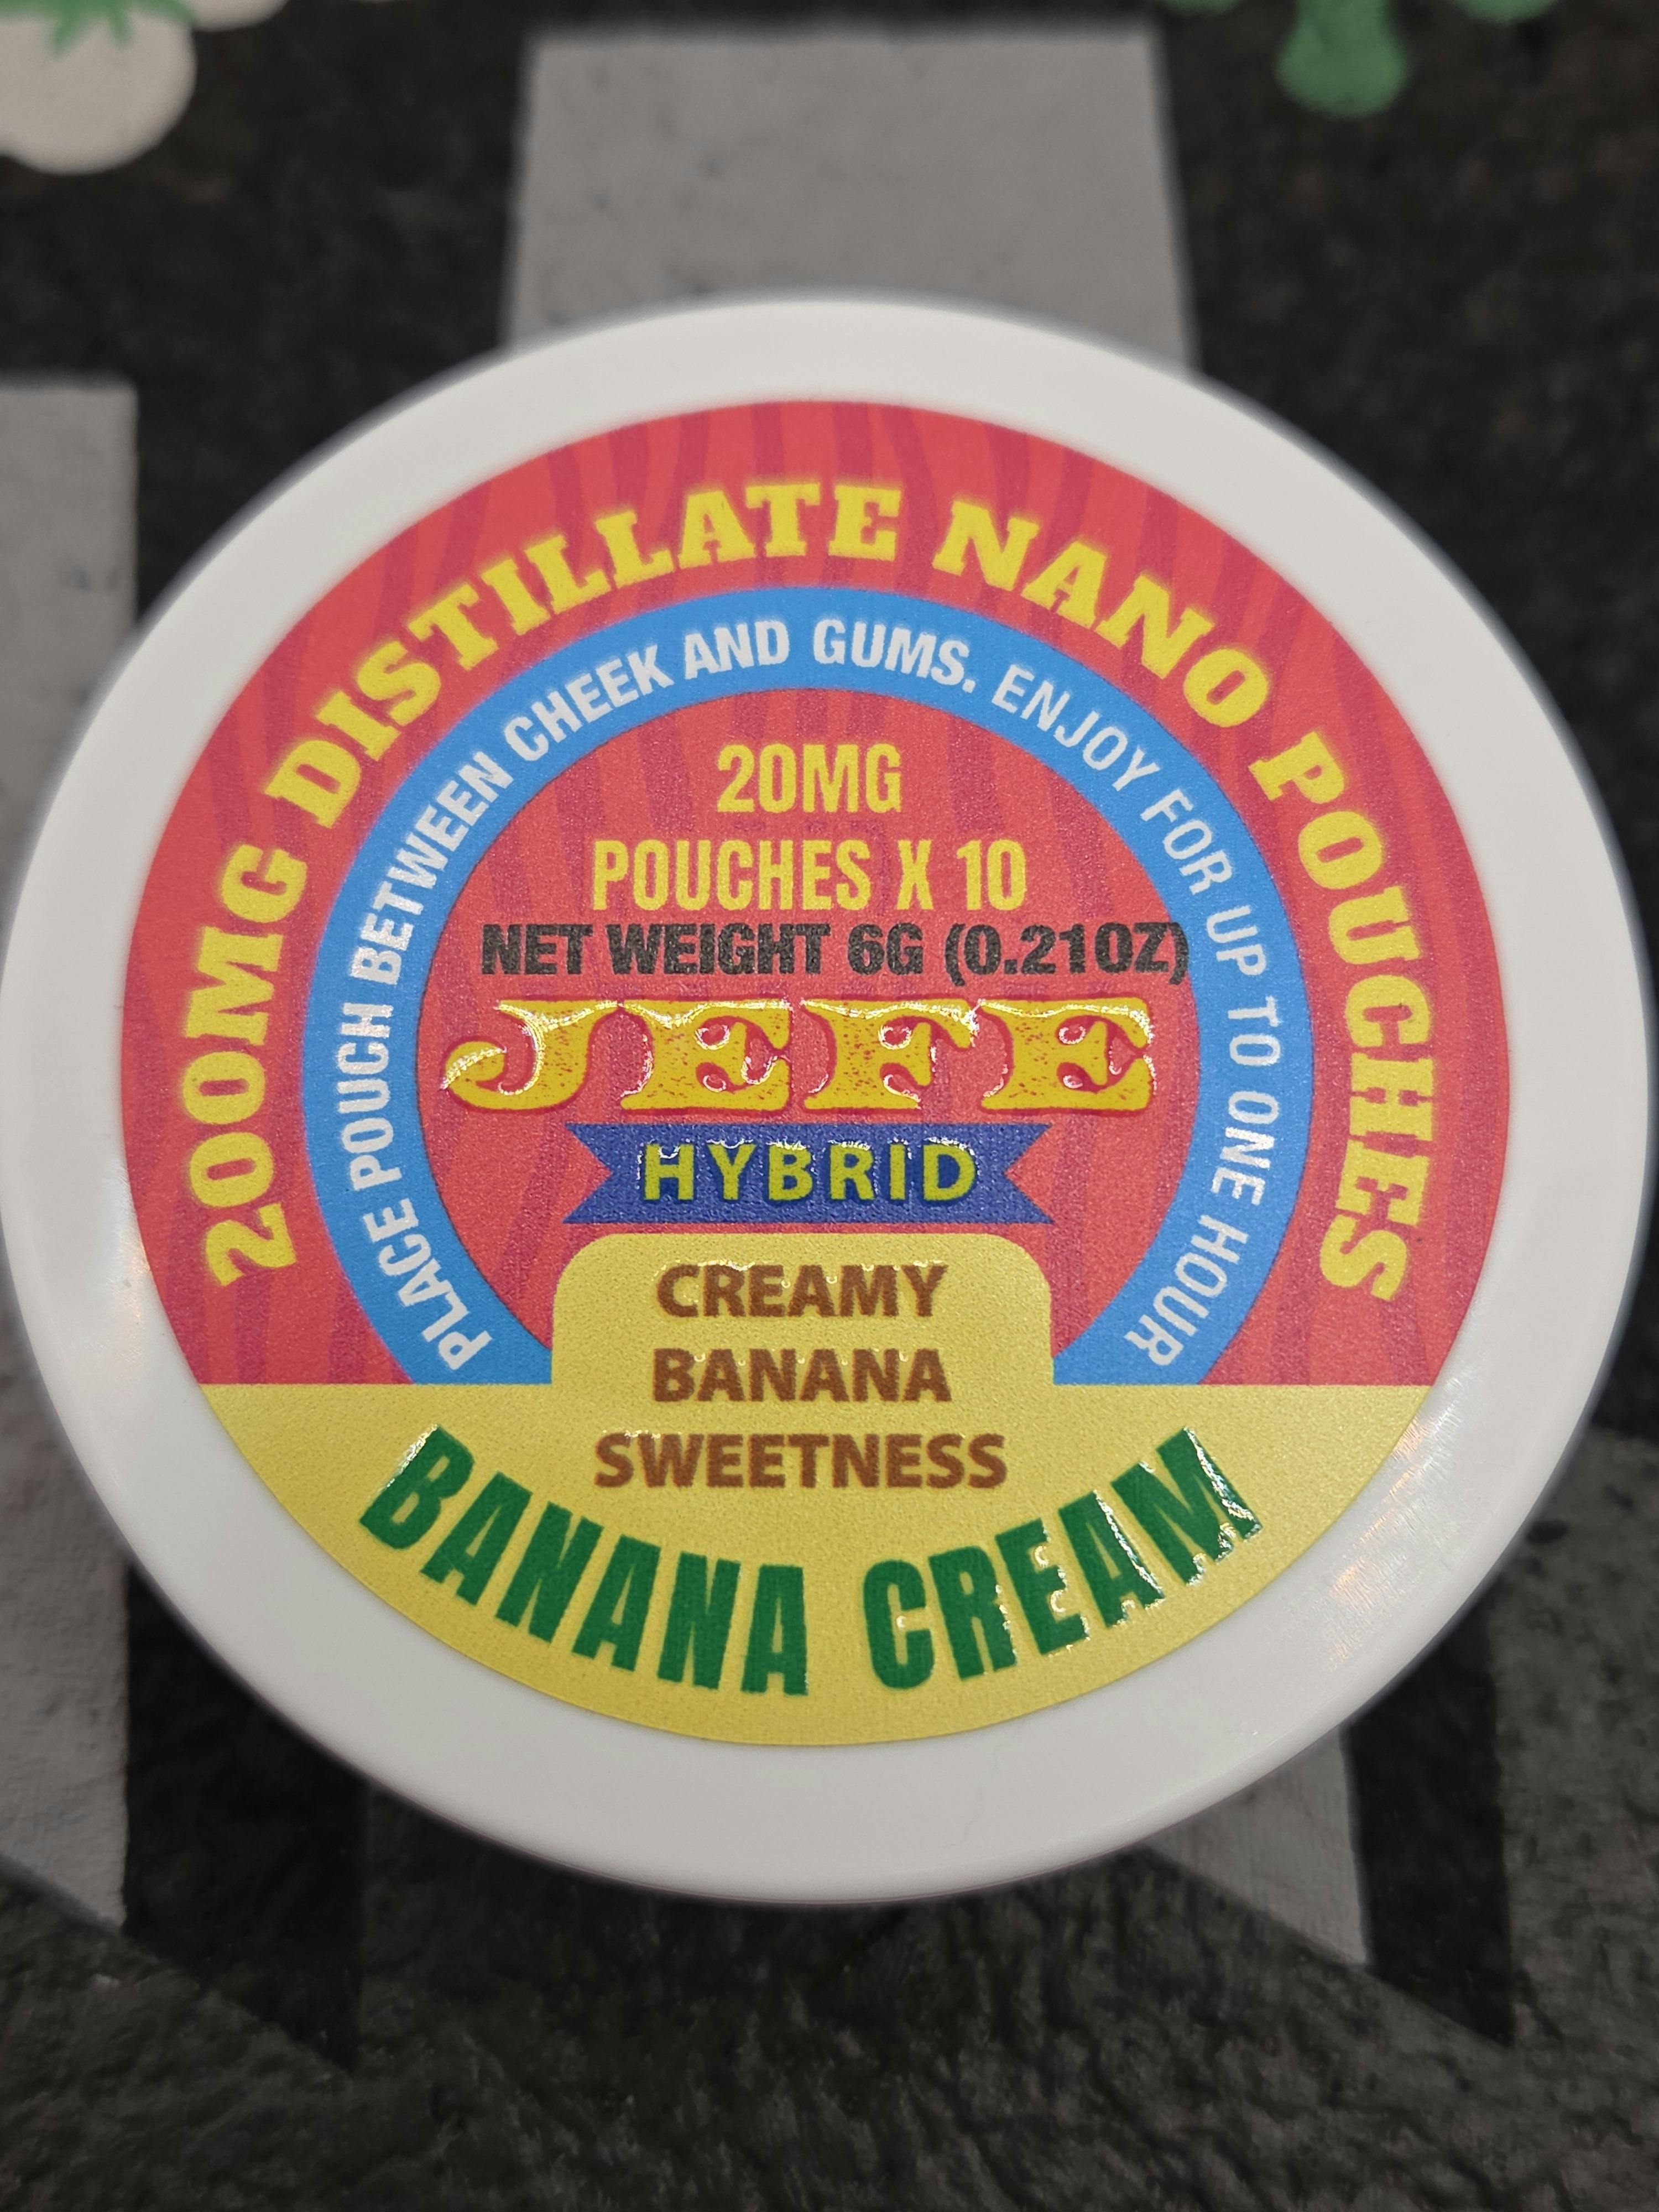 200MG DISTILLATE NANO POUCHES
PLACE POUCH BETWEEN CHEEK AND GUMS. ENJOY FOR UP TO ONE HOUR
20MG
POUCHES X 10
NET WEIGHT 6G (0.21OZ)
JEFE
HYBRID
CREAMY
BANANA
SWEETNESS
BANANA CREAM